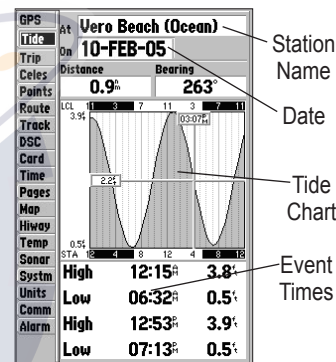 GPS
Tide
Trip
Celes
Points
Route
Track
DSC
Card
Time
Pages
Map
Hiway
Temp
Sonar
Systm
Units
Comm
Alarm
At Vero Beach (Ocean)
On 10-FEB-05
Distance Bearing
0.9 263°
LCL 11 3 7 11 3 7 11
3.9
03:07
2.2
0.5
STA 12 4 8 12 4 8 12
High 12:15 3.8
Low 06:32 0.5
High 12:53 3.9
Low 07:13 0.5
Station
Name
Date
Tide
Chart
Event
Times